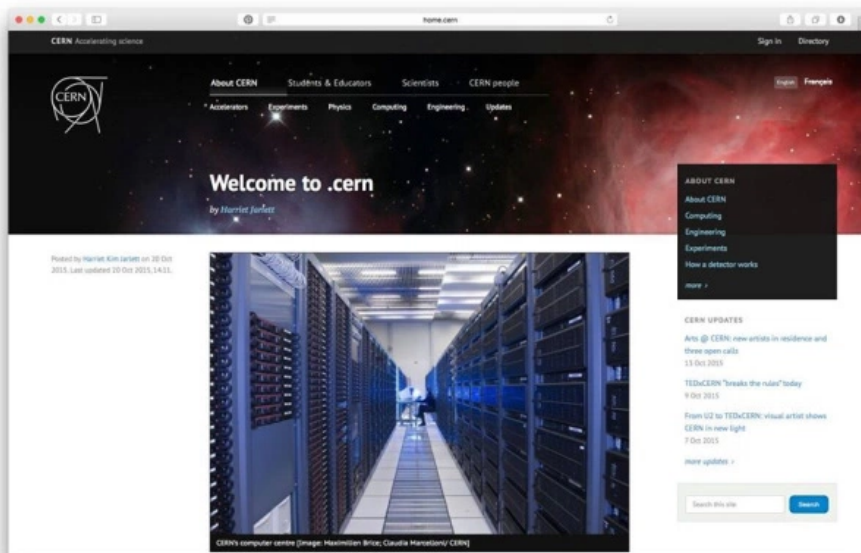 home.cern
CERN Accelerating science
Sign in Directory
CERN
About CERN Students & Educators Scientists CERN people
English Français
Accelerators Experiments Physics Computing Engineering Updates
Welcome to .cern
by Harriet Jarlett
ABOUT CERN
About CERN
Computing
Engineering
Experiments
How a detector works
more ›
Posted by Harriet Kim Jarlett on 20 Oct
2015. Last updated 20 Oct 2015, 14:11.
CERN's computer centre (Image: Maximilien Brice; Claudia Marcelloni/ CERN)
CERN UPDATES
Arts @ CERN: new artists in residence and
three open calls
13 Oct 2015
TEDxCERN "breaks the rules" today
9 Oct 2015
From U2 to TEDxCERN: visual artist shows
CERN in new light
7 Oct 2015
more updates ›
Search this site
Search